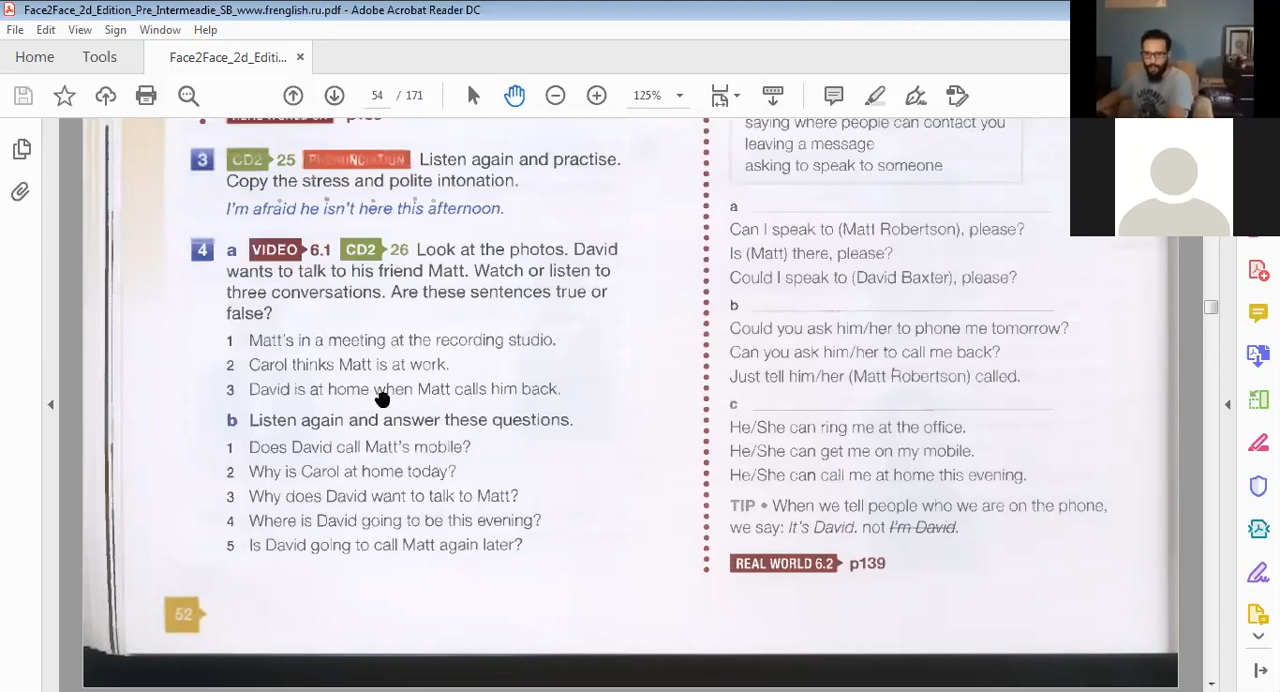 Face2Face_2d_Edition_Pre_Intermeadie_SB_www.frenglish.ru.pdf - Adobe Acrobat Reader DC
File Edit View Sign Window Help
Home Tools Face2Face_2d_Editi... ×
54 / 171 125%
3 CD2 25 PRONUNCIATION Listen again and practise.
Copy the stress and polite intonation.
I'm afraid he isn't here this afternoon.
4 a VIDEO 6.1 CD2 26 Look at the photos. David
wants to talk to his friend Matt. Watch or listen to
three conversations. Are these sentences true or
false?
1 Matt's in a meeting at the recording studio.
2 Carol thinks Matt is at work.
3 David is at home when Matt calls him back.
b Listen again and answer these questions.
1 Does David call Matt's mobile?
2 Why is Carol at home today?
3 Why does David want to talk to Matt?
4 Where is David going to be this evening?
5 Is David going to call Matt again later?
52
saying where people can contact you
leaving a message
asking to speak to someone
a
Can I speak to (Matt Robertson), please?
Is (Matt) there, please?
Could I speak to (David Baxter), please?
b
Could you ask him/her to phone me tomorrow?
Can you ask him/her to call me back?
Just tell him/her (Matt Robertson) called.
c
He/She can ring me at the office.
He/She can get me on my mobile.
He/She can call me at home this evening.
TIP • When we tell people who we are on the phone,
we say: It's David. not I'm David.
REAL WORLD 6.2 p139